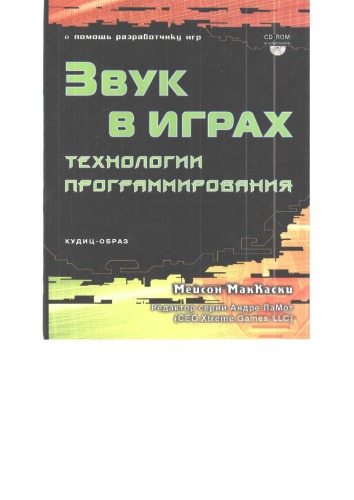 в помощь разработчику игр
CD-ROM
в комплекте
Звук
в играх
технологии
программирования
КУДИЦ-ОБРАЗ
Мейсон МакКаски
Редактор серии Андре ЛаМот
(CEO Xtreme Games LLC)